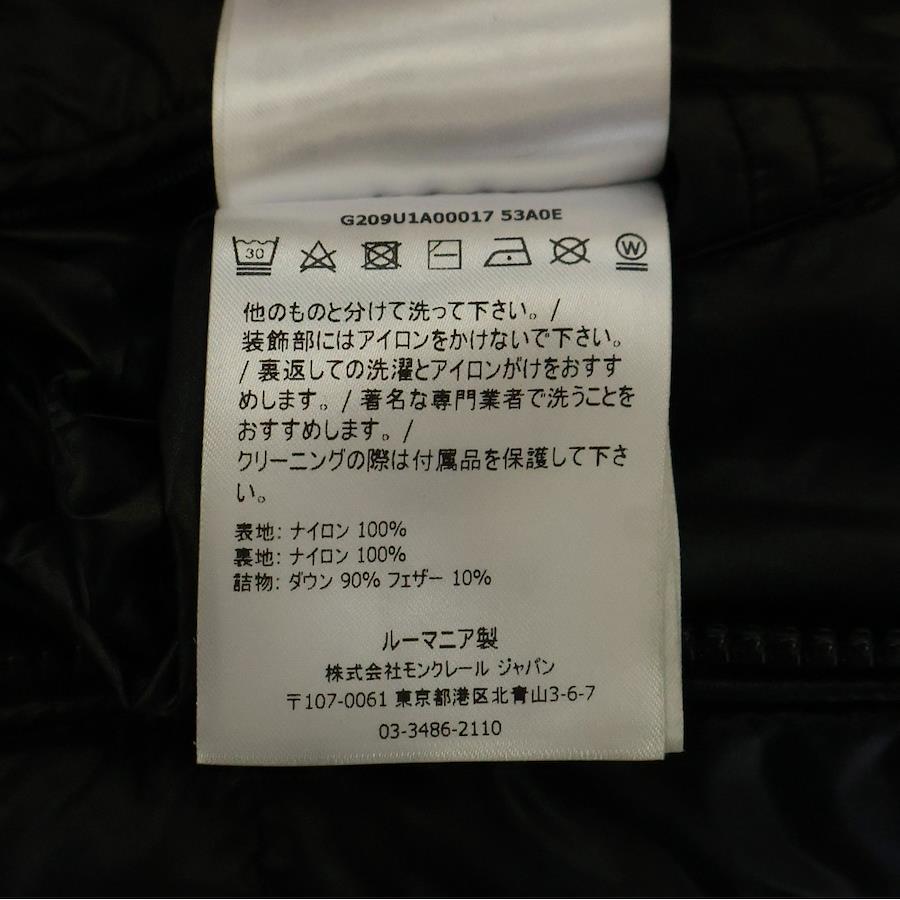 G209U1A00017 53A0E
30 W
他のものと分けて洗って下さい。/
装飾部にはアイロンをかけないで下さい。
/ 裏返しての洗濯とアイロンがけをおすす
めします。/ 著名な専門業者で洗うことを
おすすめします。/
クリーニングの際は付属品を保護して下さ
い。
表地: ナイロン 100%
裏地: ナイロン 100%
詰物: ダウン 90% フェザー 10%
ルーマニア製
株式会社モンクレール ジャパン
〒107-0061 東京都港区北青山3-6-7
03-3486-2110